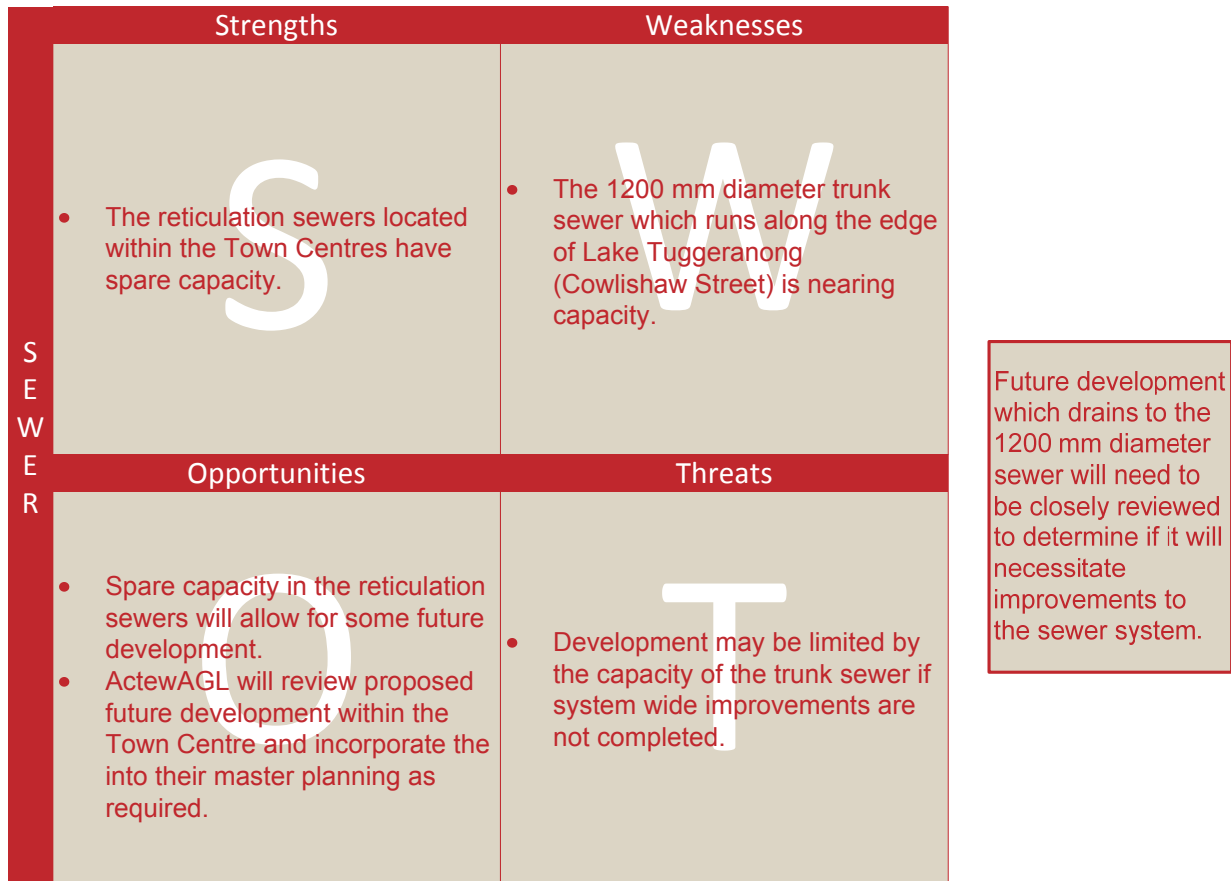 Strengths
Weaknesses
S
E
W
E
R
S
• The reticulation sewers located
within the Town Centres have
spare capacity.
W
• The 1200 mm diameter trunk
sewer which runs along the edge
of Lake Tuggeranong
(Cowlishaw Street) is nearing
capacity.
Opportunities
Threats
O
• Spare capacity in the reticulation
sewers will allow for some future
development.
• ActewAGL will review proposed
future development within the
Town Centre and incorporate the
into their master planning as
required.
T
• Development may be limited by
the capacity of the trunk sewer if
system wide improvements are
not completed.
Future development
which drains to the
1200 mm diameter
sewer will need to
be closely reviewed
to determine if it will
necessitate
improvements to
the sewer system.